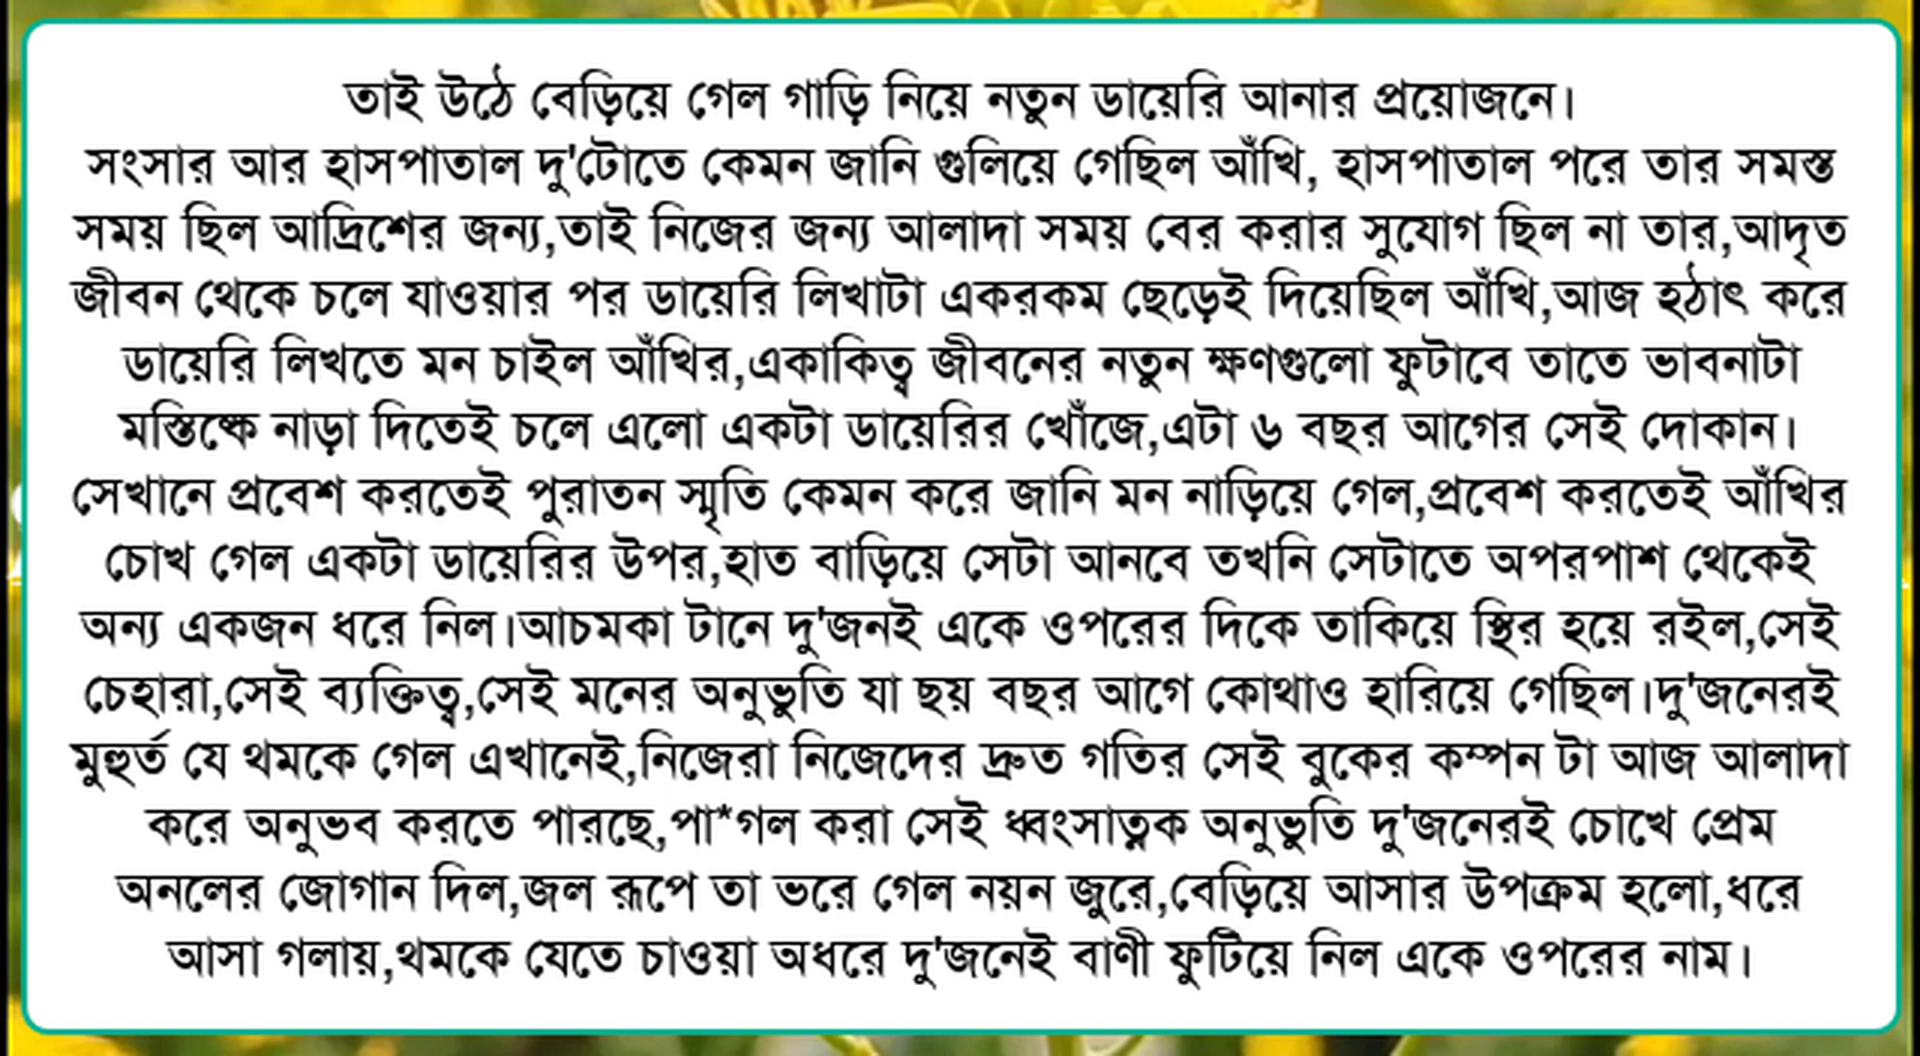 তাই উঠে বেড়িয়ে গেল গাড়ি নিয়ে নতুন ডায়েরি আনার প্রয়োজনে।
সংসার আর হাসপাতাল দু'টোতে কেমন জানি গুলিয়ে গেছিল আঁখি, হাসপাতাল পরে তার সমস্ত
সময় ছিল আদ্রিশের জন্য,তাই নিজের জন্য আলাদা সময় বের করার সুযোগ ছিল না তার,আদৃত
জীবন থেকে চলে যাওয়ার পর ডায়েরি লিখাটা একরকম ছেড়েই দিয়েছিল আঁখি,আজ হঠাৎ করে
ডায়েরি লিখতে মন চাইল আঁখির,একাকিত্ব জীবনের নতুন ক্ষণগুলো ফুটাবে তাতে ভাবনাটা
মস্তিষ্কে নাড়া দিতেই চলে এলো একটা ডায়েরির খোঁজে,এটা ৬ বছর আগের সেই দোকান।
সেখানে প্রবেশ করতেই পুরাতন স্মৃতি কেমন করে জানি মন নাড়িয়ে গেল,প্রবেশ করতেই আঁখির
চোখ গেল একটা ডায়েরির উপর,হাত বাড়িয়ে সেটা আনবে তখনি সেটাতে অপরপাশ থেকেই
অন্য একজন ধরে নিল।আচমকা টানে দু'জনই একে ওপরের দিকে তাকিয়ে স্থির হয়ে রইল,সেই
চেহারা,সেই ব্যক্তিত্ব,সেই মনের অনুভুতি যা ছয় বছর আগে কোথাও হারিয়ে গেছিল।দু'জনেরই
মুহুর্ত যে থমকে গেল এখানেই,নিজেরা নিজেদের দ্রুত গতির সেই বুকের কম্পন টা আজ আলাদা
করে অনুভব করতে পারছে,পা*গল করা সেই ধ্বংসাত্নক অনুভুতি দু'জনেরই চোখে প্রেম
অনলের জোগান দিল,জল রূপে তা ভরে গেল নয়ন জুরে,বেড়িয়ে আসার উপক্রম হলো,ধরে
আসা গলায়,থমকে যেতে চাওয়া অধরে দু'জনেই বাণী ফুটিয়ে নিল একে ওপরের নাম।